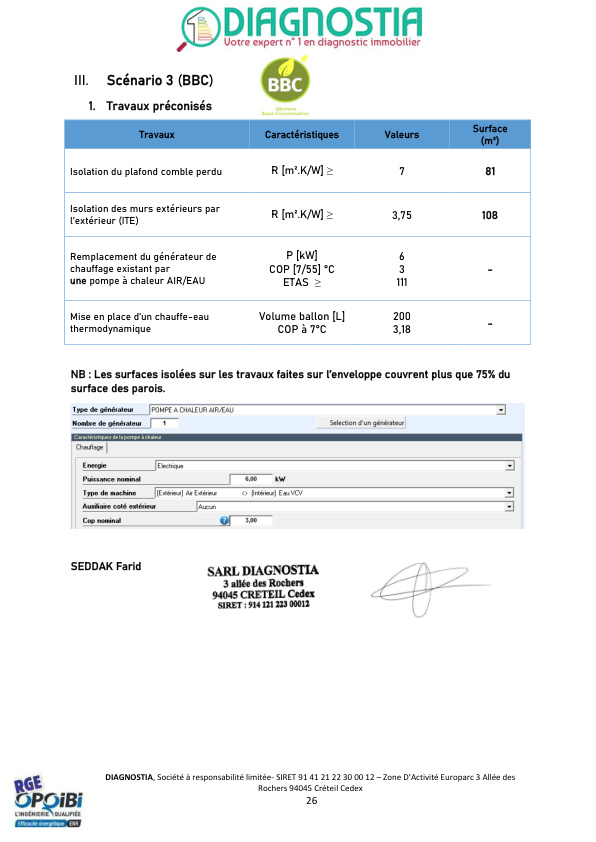 DIAGNOSTIA
Votre expert n°1 en diagnostic immobilier
III. Scénario 3 (BBC)
BBC
Bâtiment
Basse Consommation
1. Travaux préconisés
Travaux Caractéristiques Valeurs Surface (m²)
Isolation du plafond comble perdu R [m².K/W] ≥ 7 81
Isolation des murs extérieurs par
l'extérieur (ITE) R [m².K/W] ≥ 3,75 108
Remplacement du générateur de P [kW] 6
chauffage existant par COP [7/55] °C 3 -
une pompe à chaleur AIR/EAU ETAS ≥ 111
Mise en place d'un chauffe-eau Volume ballon [L] 200 -
thermodynamique COP à 7°C 3,18
NB : Les surfaces isolées sur les travaux faites sur l'enveloppe couvrent plus que 75% du
surface des parois.
Type de générateur POMPE A CHALEUR AIR/EAU
Nombre de générateur 1 Selection d'un générateur
Caractéristiques de la pompe à chaleur
Chauffage
Energie Electrique
Puissance nominal 6,00 kW
Type de machine [Extérieur] Air Extérieur <> [Intérieur] Eau VCV
Auxiliaire coté extérieur Aucun
Cop nominal ? 3,00
SEDDAK Farid
SARL DIAGNOSTIA
3 allée des Rochers
94045 CRETEIL Cedex
SIRET : 914 121 223 00012
RGE
OPQIBI
L'INGÉNIERIE QUALIFIÉE
Efficacité énergétique ENR
DIAGNOSTIA, Société à responsabilité limitée- SIRET 91 41 21 22 30 00 12 – Zone D'Activité Europarc 3 Allée des
Rochers 94045 Créteil Cedex
26